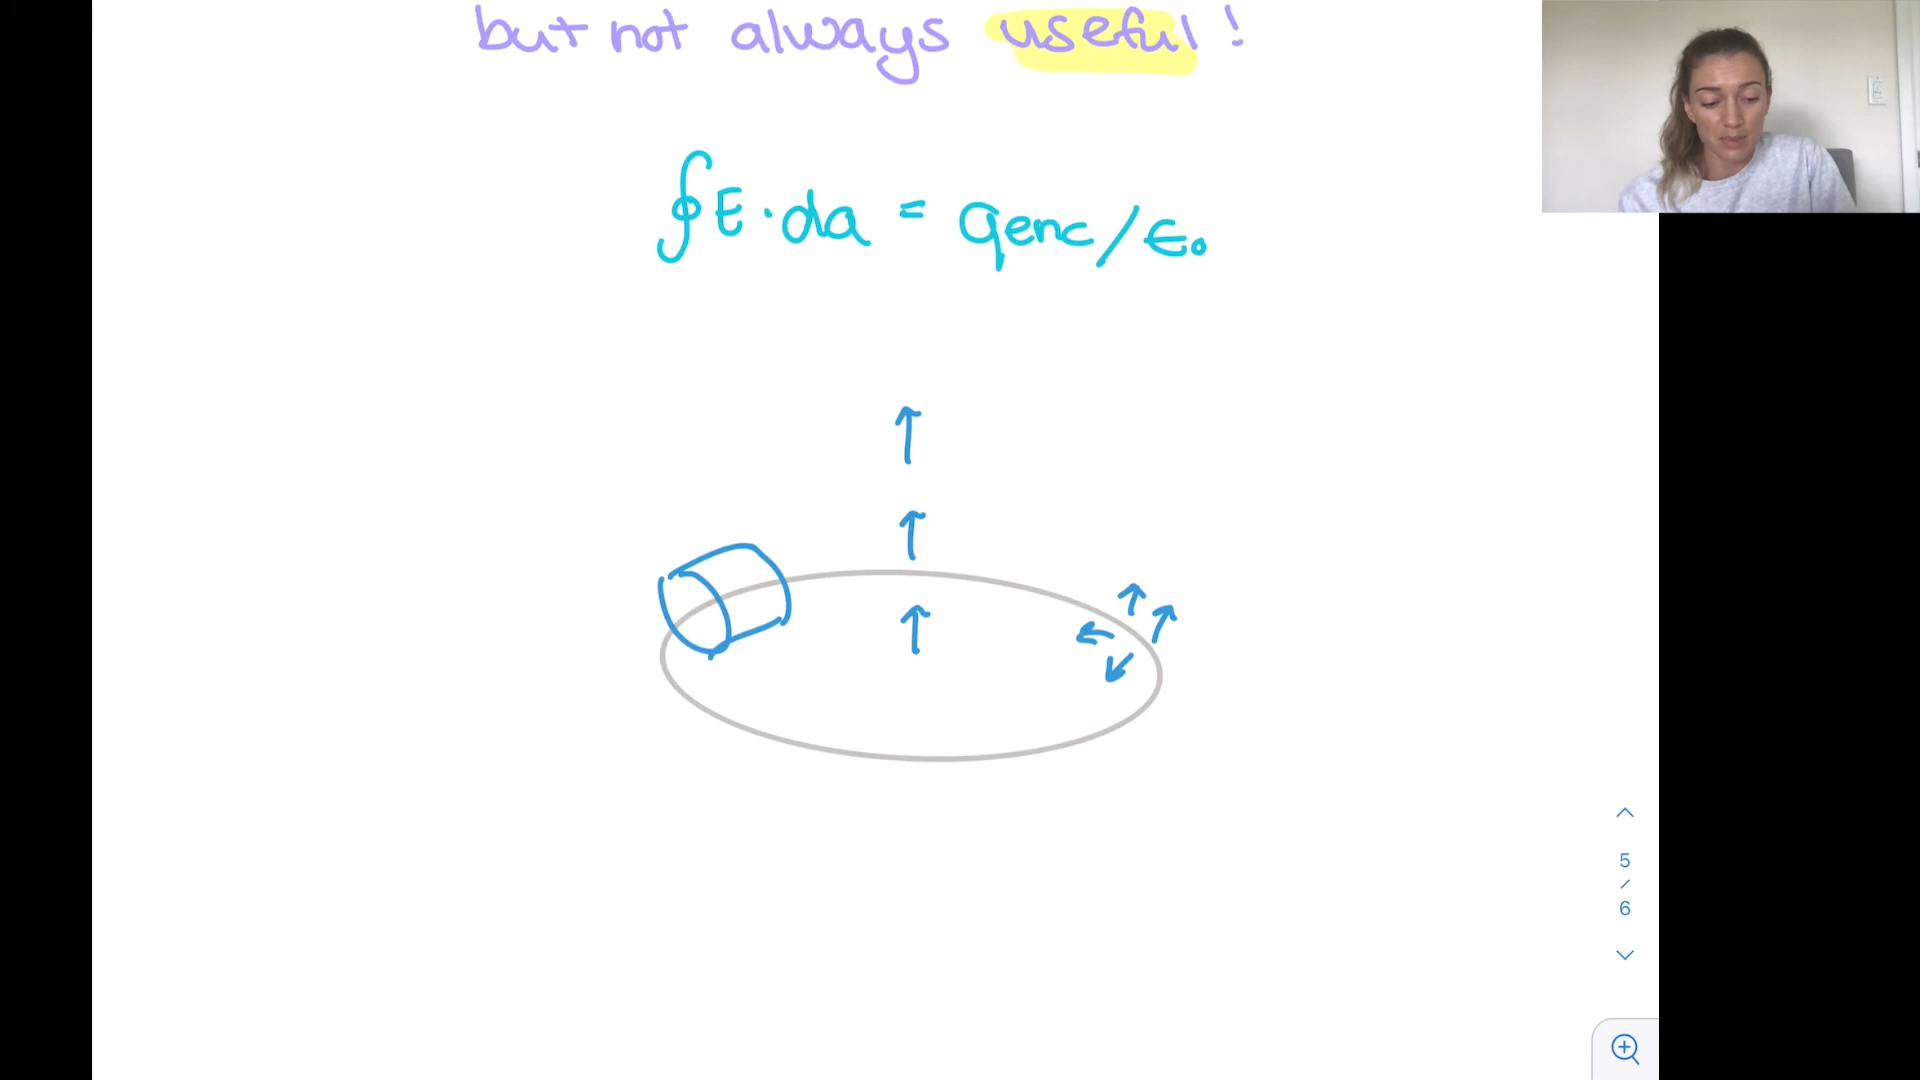 but not always useful!
∮E·da = qenc/ϵ₀
5
/
6